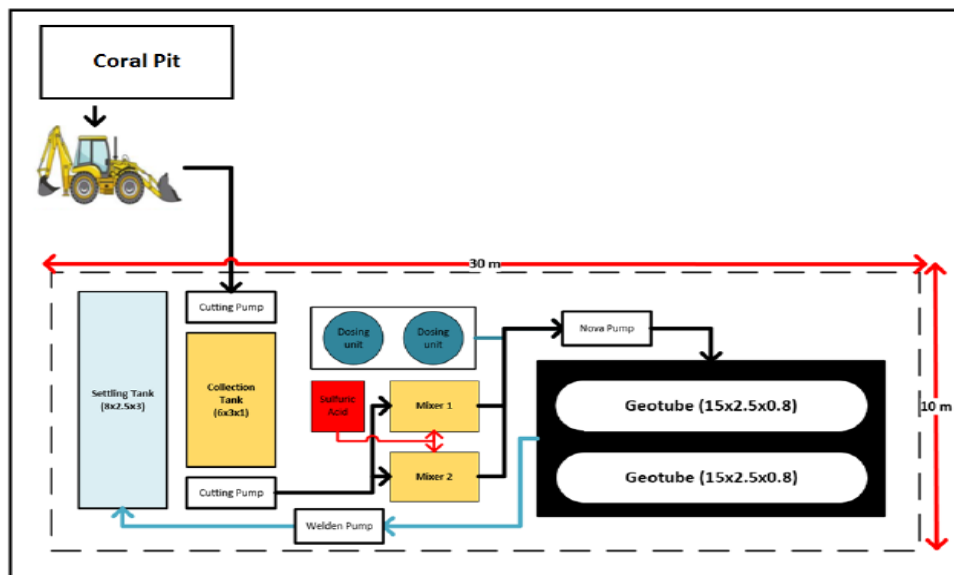 Coral Pit
30 m
Cutting Pump
Dosing
unit
Dosing
unit
Nova Pump
Settling Tank
(8x2.5x3)
Collection
Tank
(6x3x1)
Sulfuric
Acid
Mixer 1
Geotube (15x2.5x0.8)
10 m
Mixer 2
Geotube (15x2.5x0.8)
Cutting Pump
Welden Pump